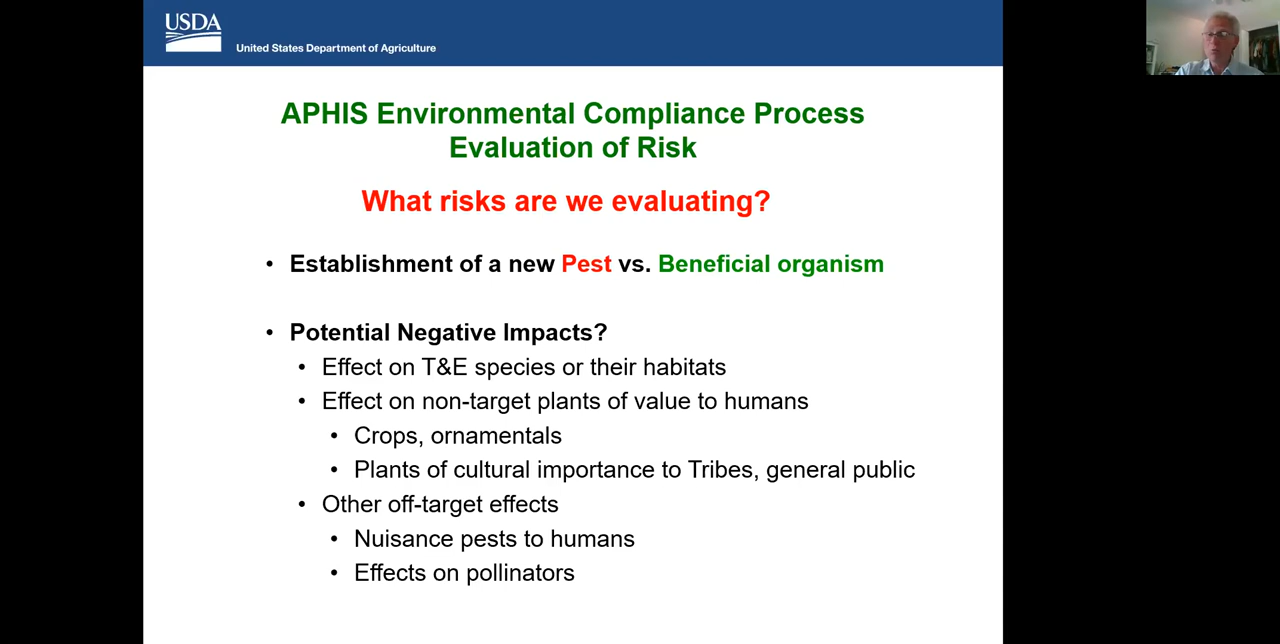 USDA
United States Department of Agriculture
APHIS Environmental Compliance Process
Evaluation of Risk
What risks are we evaluating?
• Establishment of a new Pest vs. Beneficial organism
• Potential Negative Impacts?
• Effect on T&E species or their habitats
• Effect on non-target plants of value to humans
• Crops, ornamentals
• Plants of cultural importance to Tribes, general public
• Other off-target effects
• Nuisance pests to humans
• Effects on pollinators